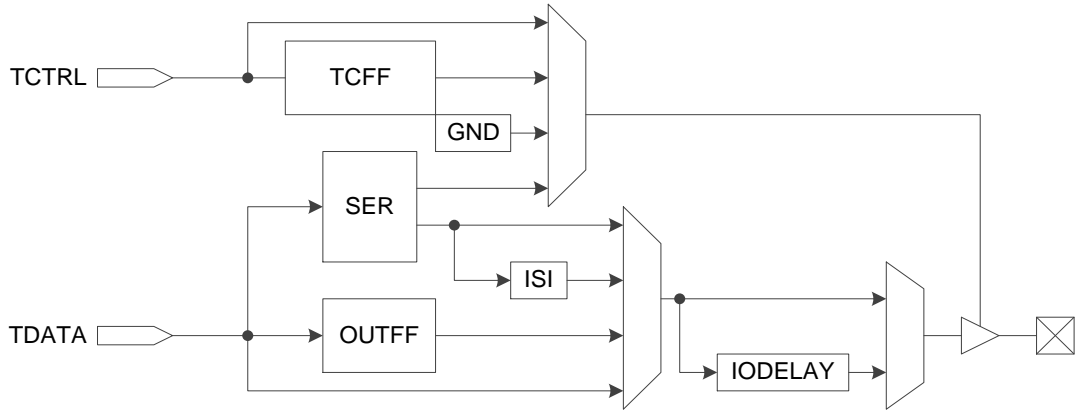 TCTRL
TCFF
GND
SER
ISI
TDATA
OUTFF
IODELAY